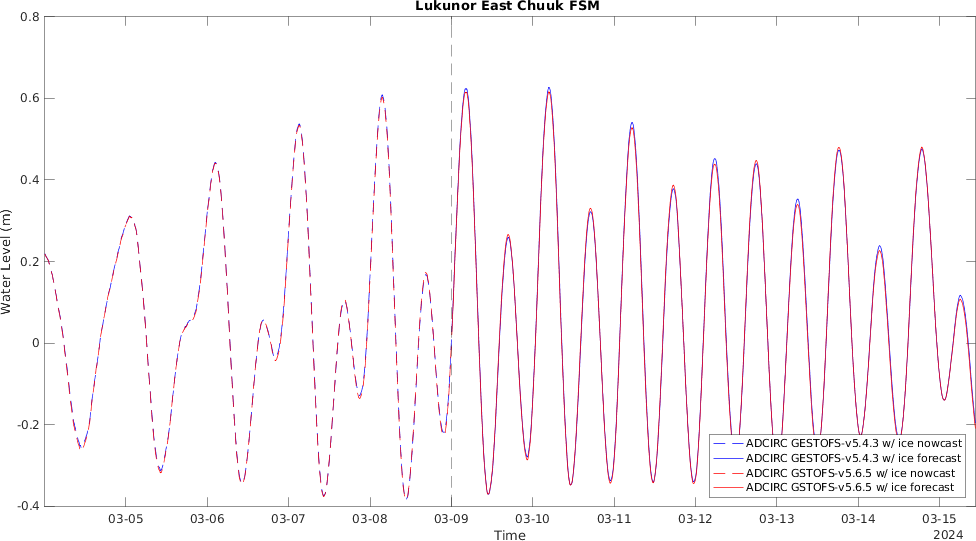 Lukunor East Chuuk FSM
0.8
0.6
0.4
0.2
0
-0.2
-0.4
Water Level (m)
ADCIRC GESTOFS-v5.4.3 w/ ice nowcast
ADCIRC GESTOFS-v5.4.3 w/ ice forecast
ADCIRC GSTOFS-v5.6.5 w/ ice nowcast
ADCIRC GSTOFS-v5.6.5 w/ ice forecast
03-05 03-06 03-07 03-08 03-09 03-10 03-11 03-12 03-13 03-14 03-15
Time 2024